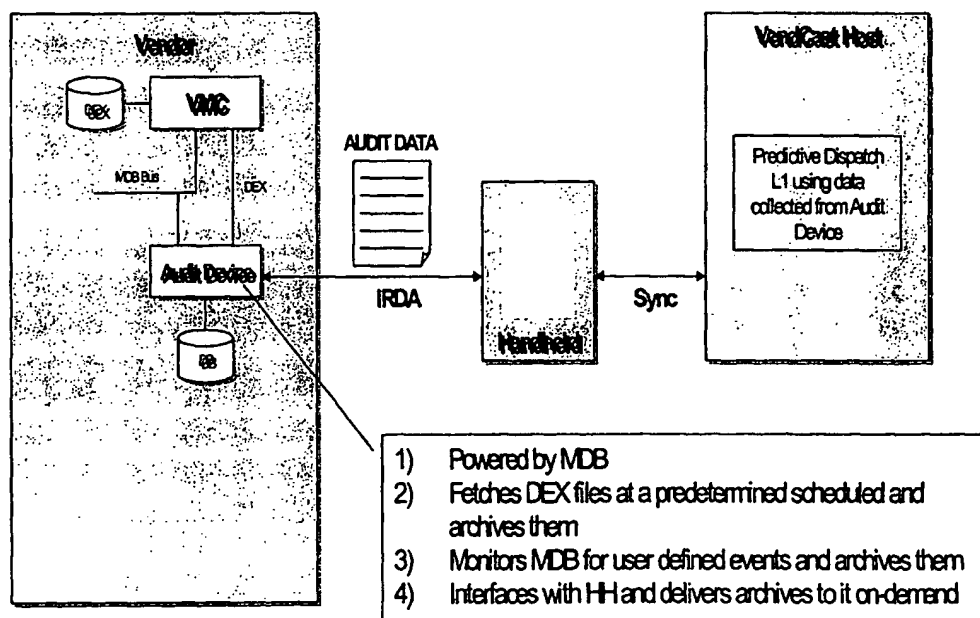 Vendor
VendCast Host
DEX
VMC
MDB Bus
DEX
AUDIT DATA
Predictive Dispatch
L1 using data
collected from Audit
Device
Audit Device
IRDA
Sync
DB
Handheld
1) Powered by MDB
2) Fetches DEX files at a predetermined scheduled and
archives them
3) Monitors MDB for user defined events and archives them
4) Interfaces with HH and delivers archives to it on-demand